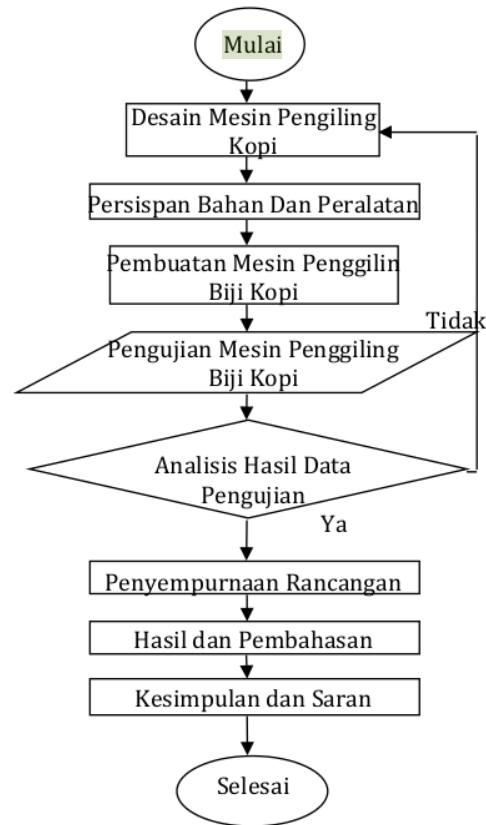 Mulai
Desain Mesin Pengiling
Kopi
Persispan Bahan Dan Peralatan
Pembuatan Mesin Penggilin
Biji Kopi
Tidak
Pengujian Mesin Penggiling
Biji Kopi
Analisis Hasil Data
Pengujian
Ya
Penyempurnaan Rancangan
Hasil dan Pembahasan
Kesimpulan dan Saran
Selesai